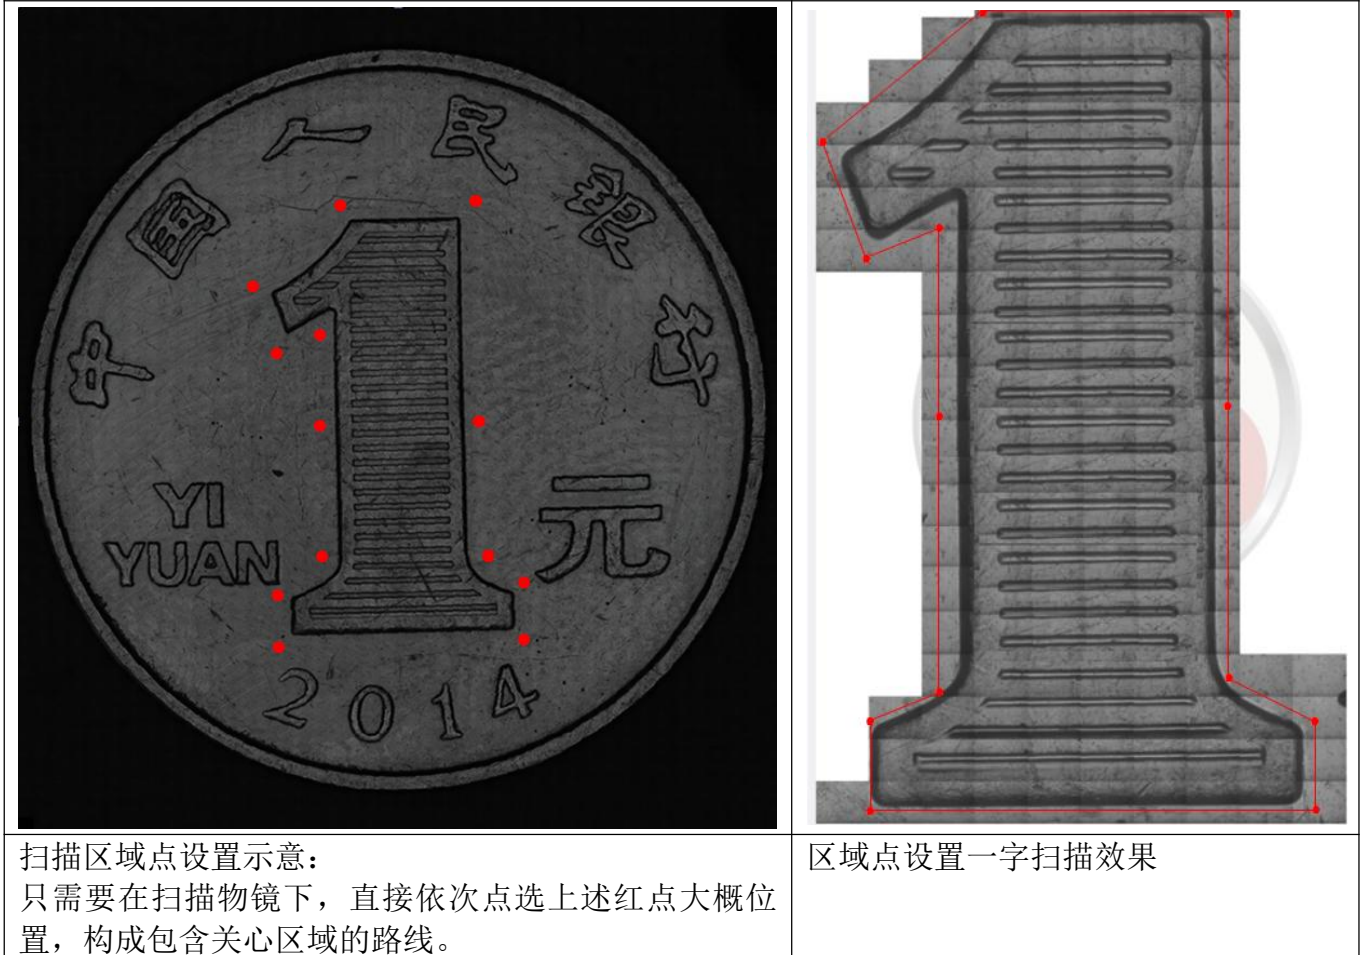 中國人民銀行
YI
YUAN
元
2014
扫描区域点设置示意：
只需要在扫描物镜下，直接依次点选上述红点大概位
置，构成包含关心区域的路线。
区域点设置一字扫描效果